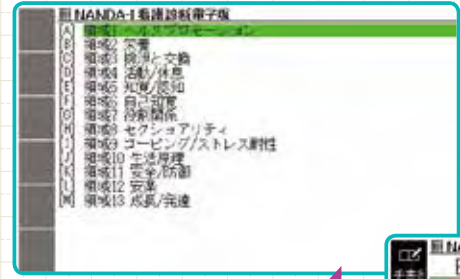 NANDA-I 看護診断電子版
[A] 領域1 ヘルスプロモーション
[B] 領域2 栄養
[C] 領域3 排泄と交換
[D] 領域4 活動/休息
[E] 領域5 知覚/認知
[F] 領域6 自己知覚
[G] 領域7 役割関係
[H] 領域8 セクシュアリティ
[I] 領域9 コーピング/ストレス耐性
[J] 領域10 生活原理
[K] 領域11 安全/防御
[L] 領域12 安楽
[M] 領域13 成長/発達